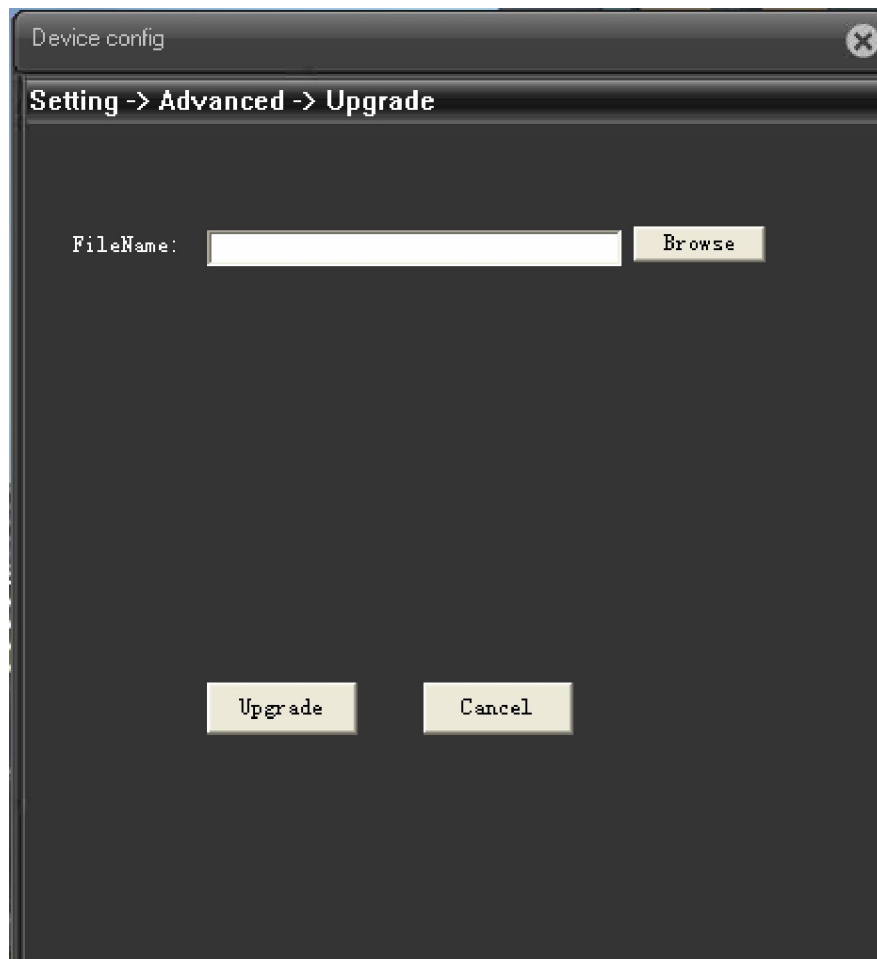 Device config
Setting -> Advanced -> Upgrade
FileName:
Browse
Upgrade
Cancel